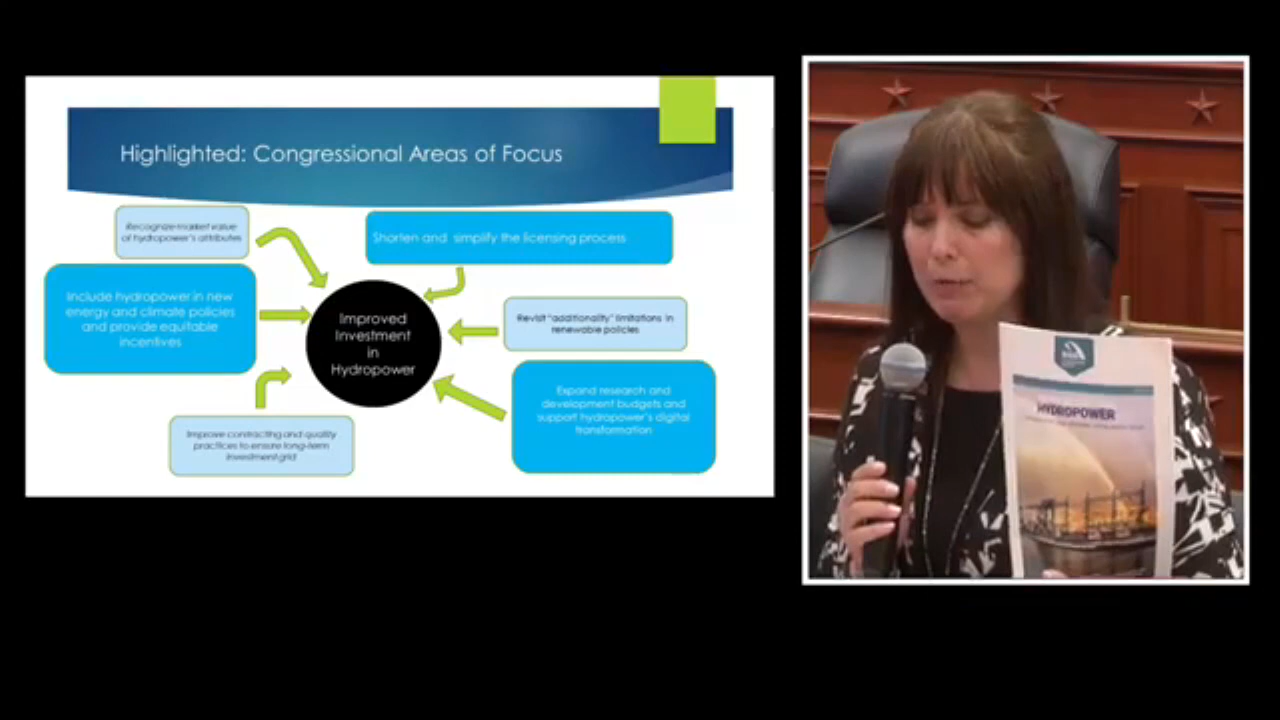 Highlighted: Congressional Areas of Focus
Recognize market value
of hydropower's attributes
Shorten and simplify the licensing process
Include hydropower in new
energy and climate policies
and provide equitable
incentives
Improved
Investment
in
Hydropower
Revisit "additionality" limitations in
renewable policies
Expand research and
development budgets and
support hydropower's digital
transformation
Improve contracting and quality
practices to ensure long-term
investment grid
HYDROPOWER